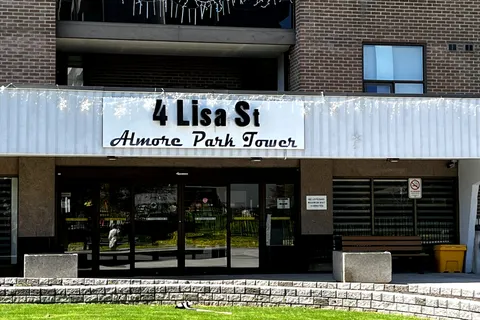 4 Lisa St
Almore Park Tower